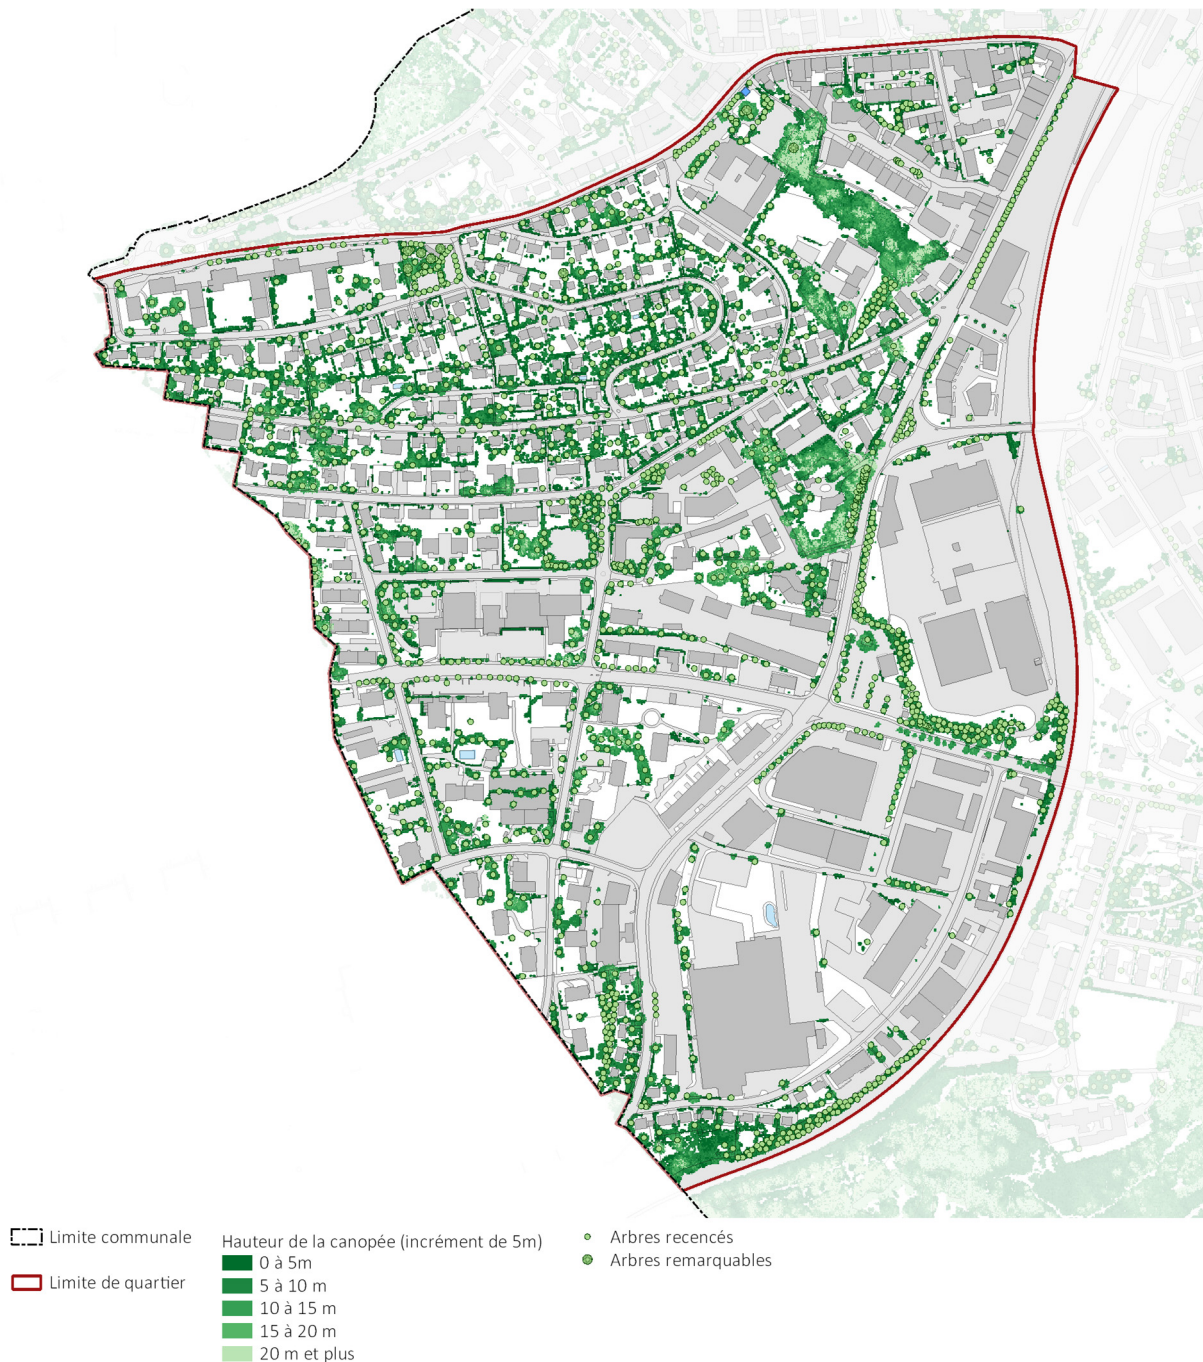 Limite communale
Limite de quartier
Hauteur de la canopée (incrément de 5m)
0 à 5m
5 à 10 m
10 à 15 m
15 à 20 m
20 m et plus
Arbres recencés
Arbres remarquables